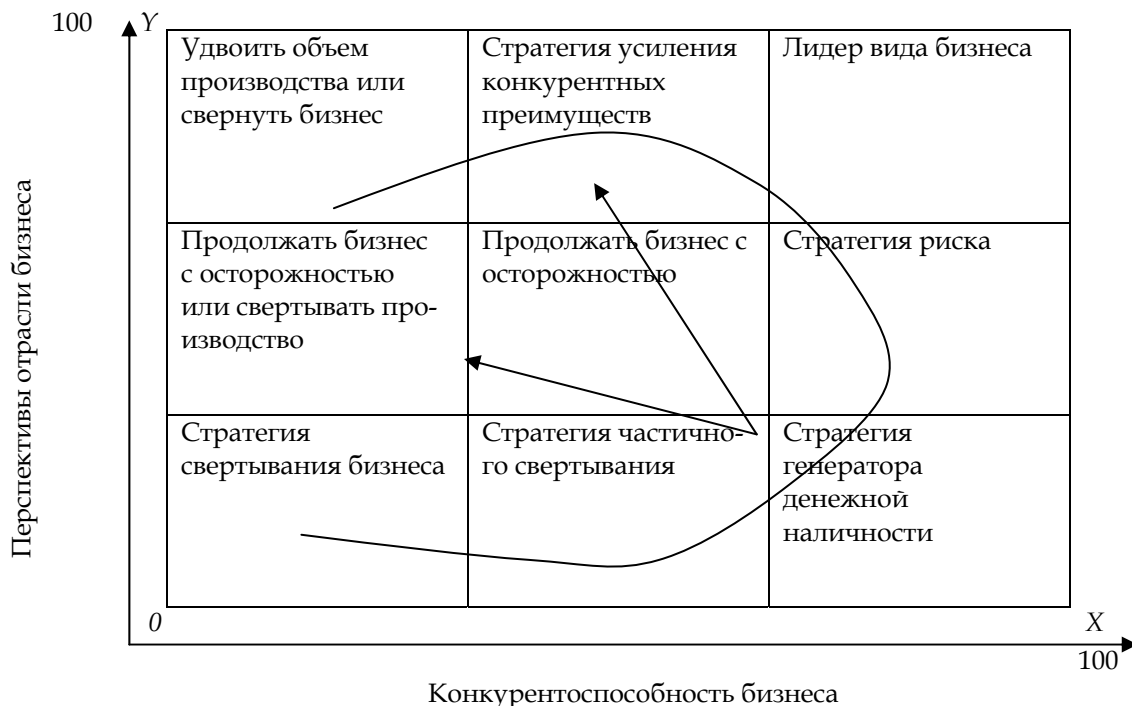 100
Y
Удвоить объем
производства или
свернуть бизнес
Стратегия усиления
конкурентных
преимуществ
Лидер вида бизнеса
Продолжать бизнес
с осторожностью
или свертывать про-
изводство
Продолжать бизнес с
осторожностью
Стратегия риска
Стратегия
свертывания бизнеса
Стратегия частично-
го свертывания
Стратегия
генератора
денежной
наличности
Перспективы отрасли бизнеса
0
X
100
Конкурентоспособность бизнеса